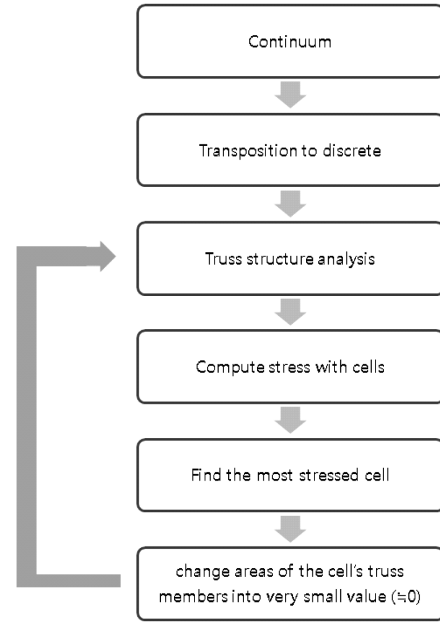 Continuum
Transposition to discrete
Truss structure analysis
Compute stress with cells
Find the most stressed cell
change areas of the cell’s truss
members into very small value (≒0)